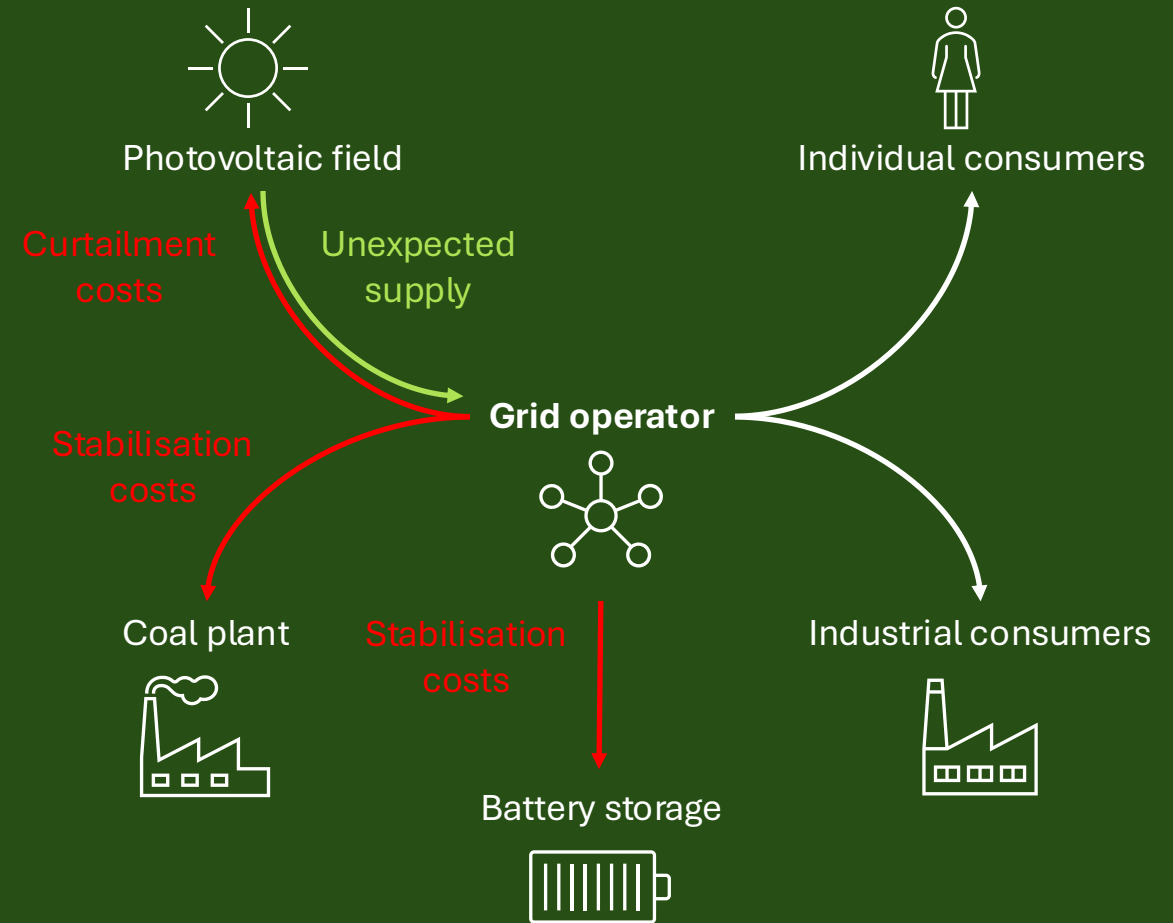 Photovoltaic field
Individual consumers
Curtailment
costs
Unexpected
supply
Grid operator
Stabilisation
costs
Coal plant
Stabilisation
costs
Industrial consumers
Battery storage